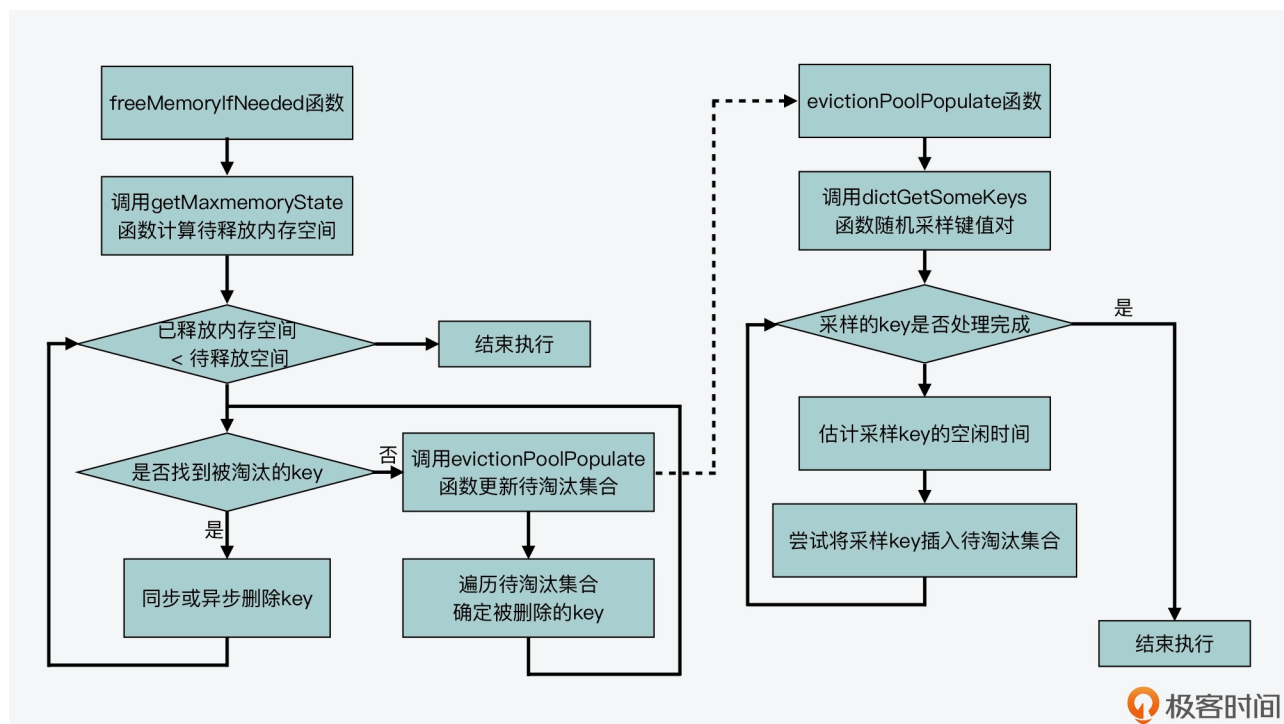 freeMemoryIfNeeded函数
调用getMaxmemoryState
函数计算待释放内存空间
已释放内存空间
< 待释放空间
结束执行
是否找到被淘汰的key
否
调用evictionPoolPopulate
函数更新待淘汰集合
是
同步或异步删除key
遍历待淘汰集合
确定被删除的key
evictionPoolPopulate函数
调用dictGetSomeKeys
函数随机采样键值对
采样的key是否处理完成
是
估计采样key的空闲时间
尝试将采样key插入待淘汰集合
结束执行
极客时间